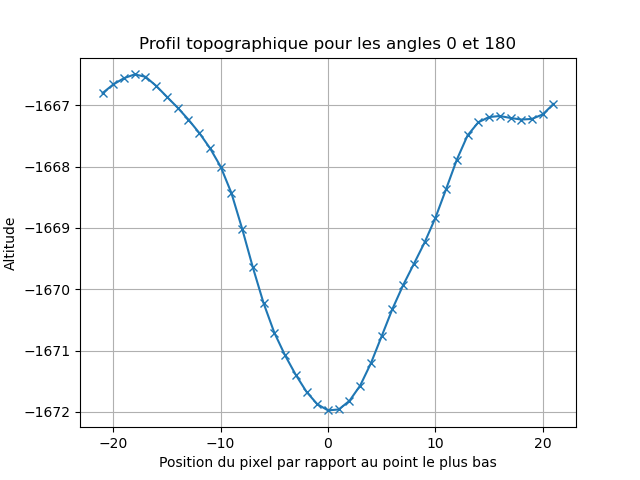 Profil topographique pour les angles 0 et 180
Altitude
−1667
−1668
−1669
−1670
−1671
−1672
−20 −10 0 10 20
Position du pixel par rapport au point le plus bas